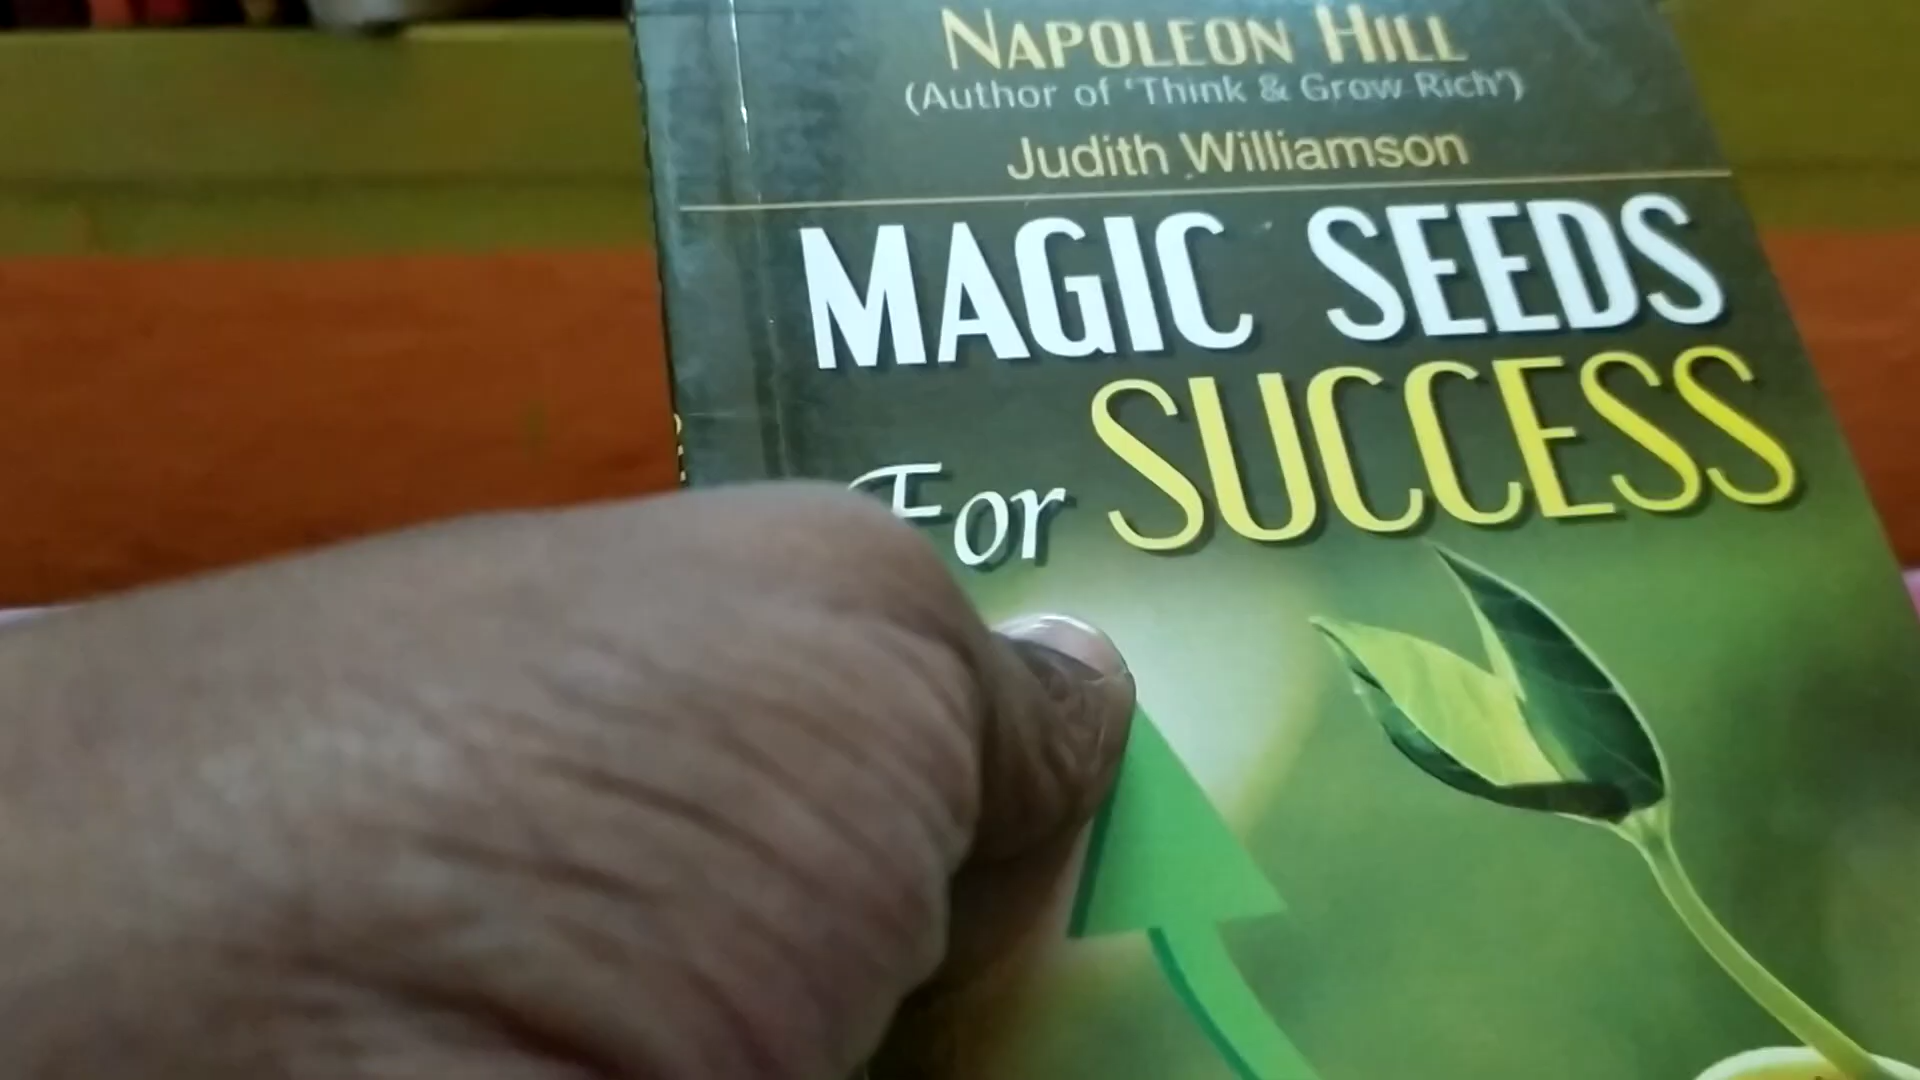 NAPOLEON HILL
(Author of 'Think & Grow Rich')
Judith Williamson
MAGIC SEEDS
For SUCCESS